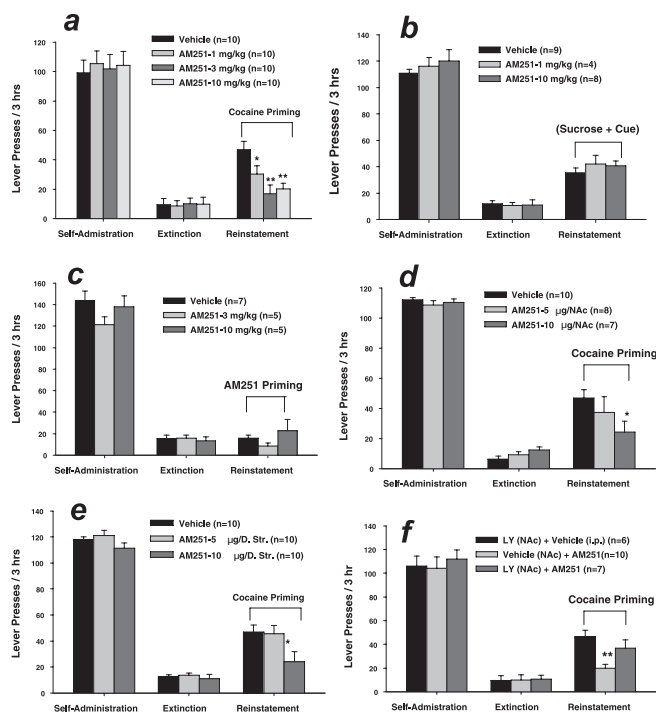 a
Vehicle (n=10)
AM251-1 mg/kg (n=10)
AM251-3 mg/kg (n=10)
AM251-10 mg/kg (n=10)
Cocaine Priming
Lever Presses / 3 hrs
120
100
80
60
40
20
0
*
**
**
Self-Admistration
Extinction
Reinstatement
b
Vehicle (n=9)
AM251-1 mg/kg (n=4)
AM251-10 mg/kg (n=8)
(Sucrose + Cue)
Lever Presses / 3 hrs
140
120
100
80
60
40
20
0
Self-Admistration
Extinction
Reinstatement
c
Vehicle (n=7)
AM251-3 mg/kg (n=5)
AM251-10 mg/kg (n=5)
AM251 Priming
Lever Presses / 3 hrs
160
140
120
100
80
60
40
20
0
Self-Administration
Extinction
Reinstatement
d
Vehicle (n=10)
AM251-5 µg/NAc (n=8)
AM251-10 µg/NAc (n=7)
Cocaine Priming
Lever Presses / 3 hrs
120
100
80
60
40
20
0
*
Self-Administration
Extinction
Reinstatement
e
Vehicle (n=10)
AM251-5 µg/D. Str. (n=10)
AM251-10 µg/D. Str. (n=10)
Cocaine Priming
Lever Presses / 3 hrs
140
120
100
80
60
40
20
0
*
Self-Administration
Extinction
Reinstatement
f
LY (NAc) + Vehicle (i.p.) (n=6)
Vehicle (NAc) + AM251(n=10)
LY (NAc) + AM251 (n=7)
Cocaine Priming
Lever Presses / 3 hr
120
100
80
60
40
20
0
**
Self-Administration
Extinction
Reinstatement